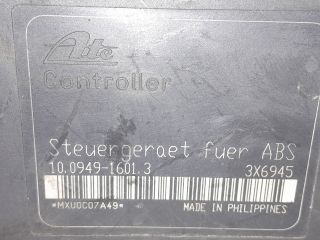 Ate
Controller
Steuergeraet fuer ABS
10.0949-1601.3 3X6945
*MXU0C07A49* MADE IN PHILIPPINES